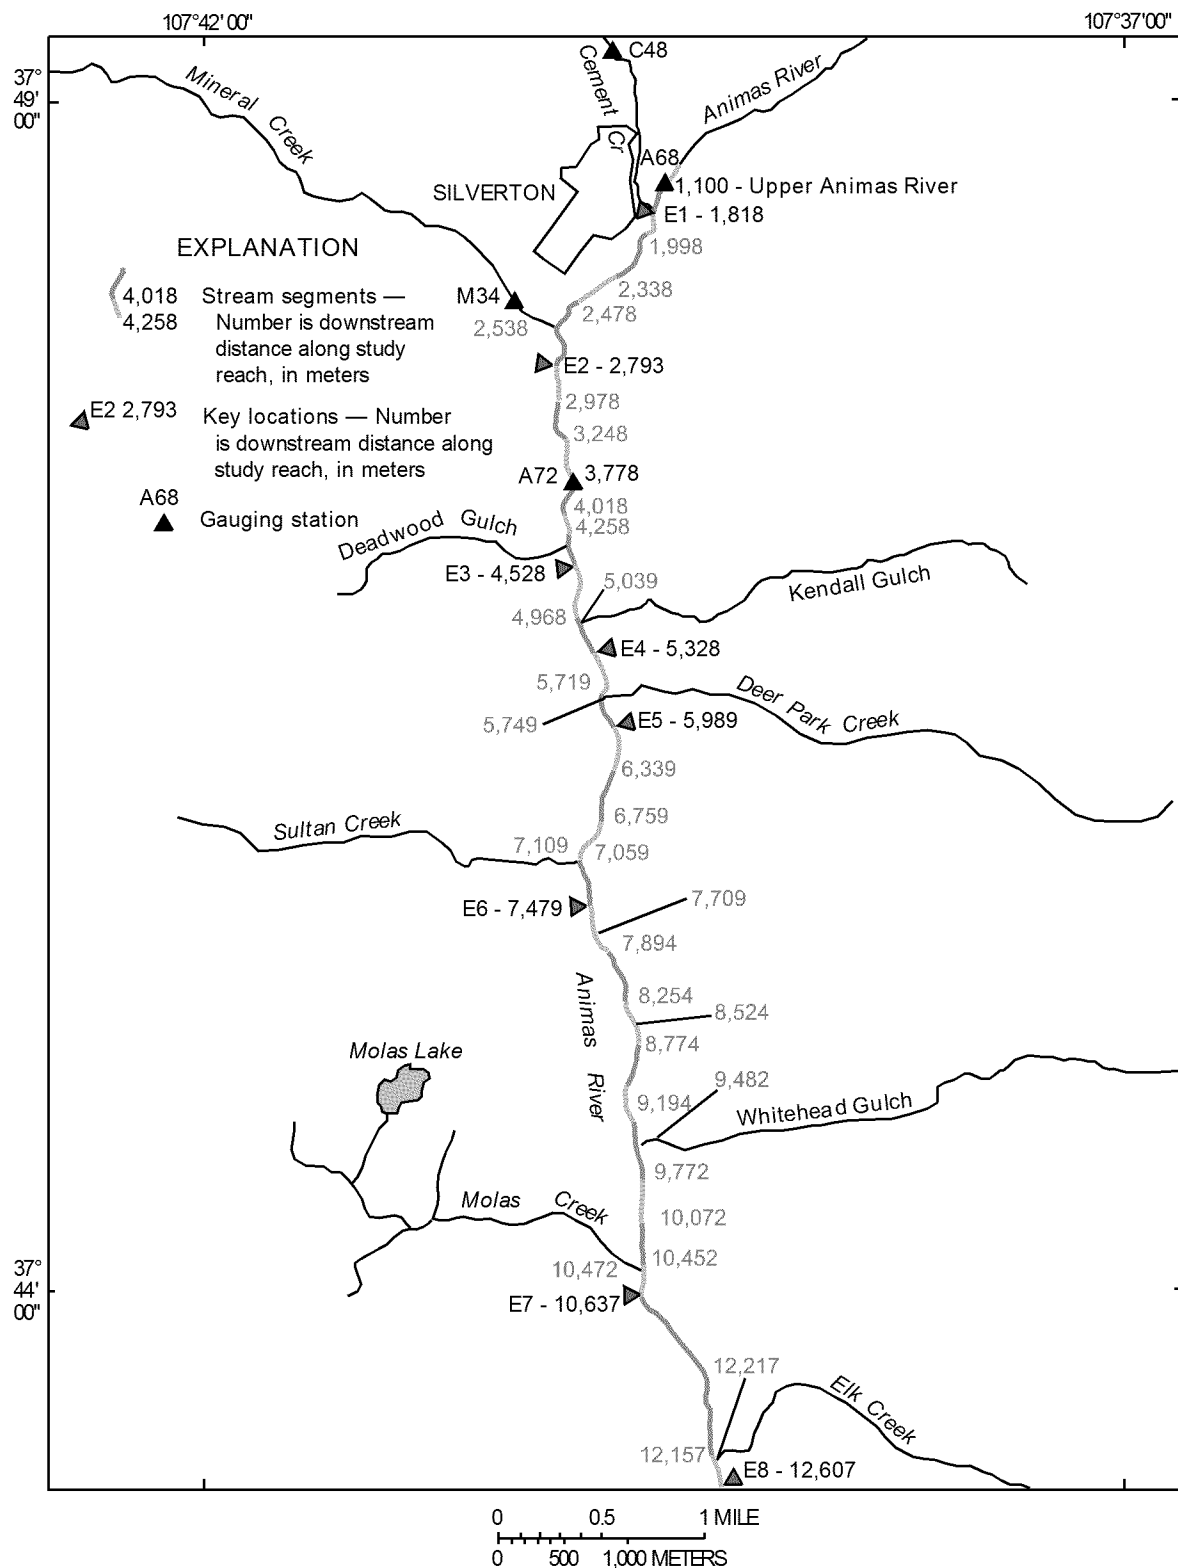 107°42' 00"
107°37' 00"
37°
49'
00"
C48
Cement Cr
Animas River
Mineral Creek
A68
1,100 - Upper Animas River
SILVERTON
E1 - 1,818
1,998
EXPLANATION
2,338
4,018
4,258
Stream segments —
Number is downstream
distance along study
reach, in meters
M34
2,478
2,538
E2 - 2,793
2,978
E2 2,793
Key locations — Number
is downstream distance along
study reach, in meters
3,248
A72
3,778
A68
Gauging station
4,018
4,258
Deadwood Gulch
E3 - 4,528
5,039
Kendall Gulch
4,968
E4 - 5,328
5,719
Deer Park Creek
5,749
E5 - 5,989
6,339
6,759
Sultan Creek
7,109
7,059
E6 - 7,479
7,709
7,894
Animas River
8,254
8,524
8,774
Molas Lake
9,482
9,194
Whitehead Gulch
9,772
Molas Creek
10,072
10,452
10,472
37°
44'
00"
E7 - 10,637
12,217
Elk Creek
12,157
E8 - 12,607
0 0.5 1 MILE
0 500 1,000 METERS